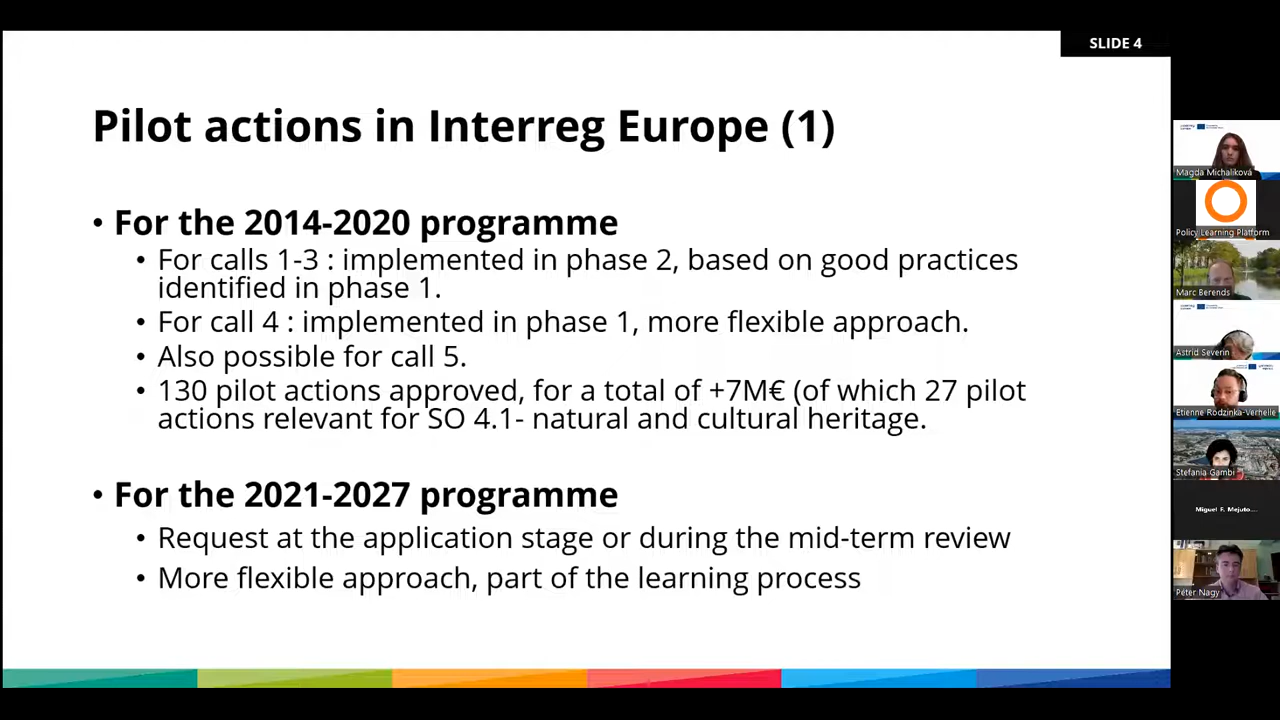 SLIDE 4
Pilot actions in Interreg Europe (1)
• For the 2014-2020 programme
• For calls 1-3 : implemented in phase 2, based on good practices
identified in phase 1.
• For call 4 : implemented in phase 1, more flexible approach.
• Also possible for call 5.
• 130 pilot actions approved, for a total of +7M€ (of which 27 pilot
actions relevant for SO 4.1- natural and cultural heritage.
• For the 2021-2027 programme
• Request at the application stage or during the mid-term review
• More flexible approach, part of the learning process
Magda Michaliková
Policy Learning Platform
Marc Berends
Astrid Severin
Etienne Rodzinka-Verhelle
Stefania Gambi
Miguel F. Mejuto...
Péter Nagy